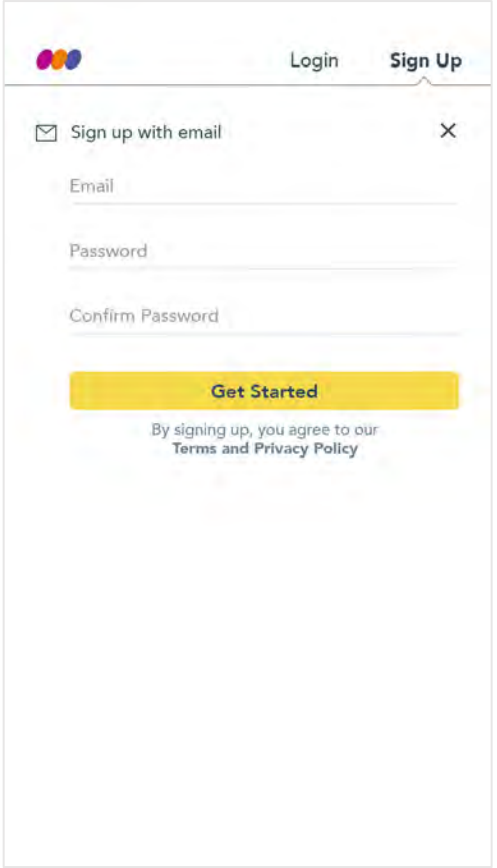 Login Sign Up
Sign up with email
Email
Password
Confirm Password
Get Started
By signing up, you agree to our
Terms and Privacy Policy